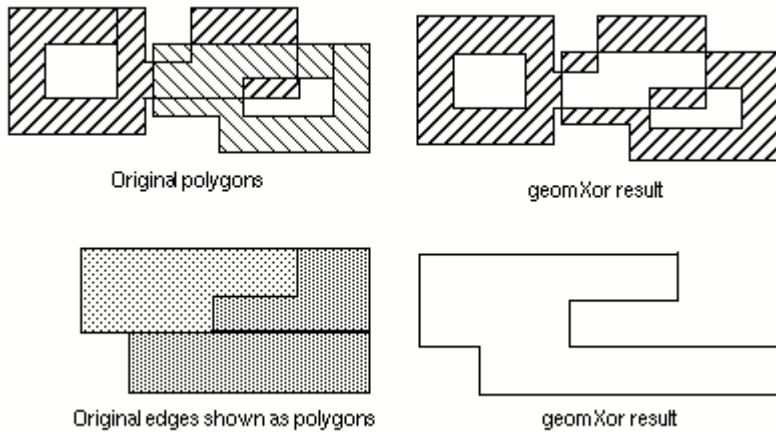 Original polygons
geomXor result
Original edges shown as polygons
geomXor result